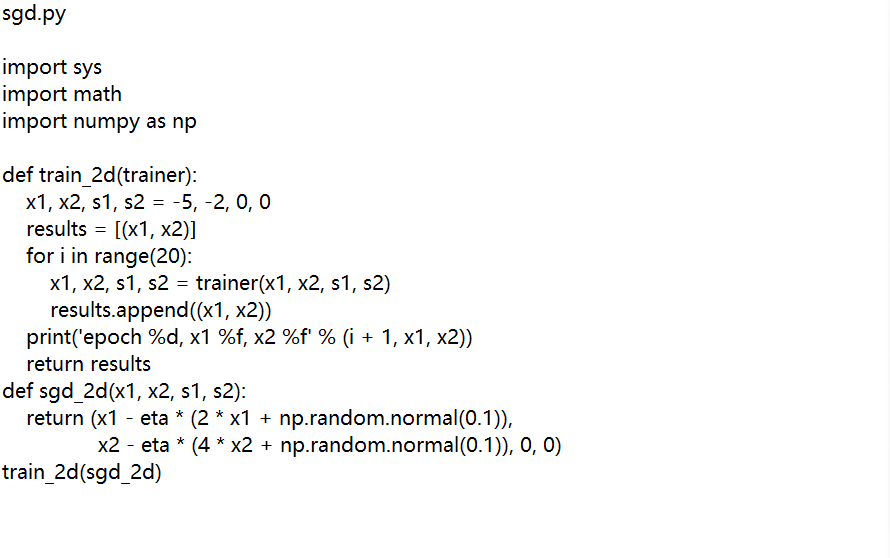 sgd.py
import sys
import math
import numpy as np
def train_2d(trainer):
x1, x2, s1, s2 = -5, -2, 0, 0
results = [(x1, x2)]
for i in range(20):
x1, x2, s1, s2 = trainer(x1, x2, s1, s2)
results.append((x1, x2))
print('epoch %d, x1 %f, x2 %f' % (i + 1, x1, x2))
return results
def sgd_2d(x1, x2, s1, s2):
return (x1 - eta * (2 * x1 + np.random.normal(0.1)),
x2 - eta * (4 * x2 + np.random.normal(0.1)), 0, 0)
train_2d(sgd_2d)